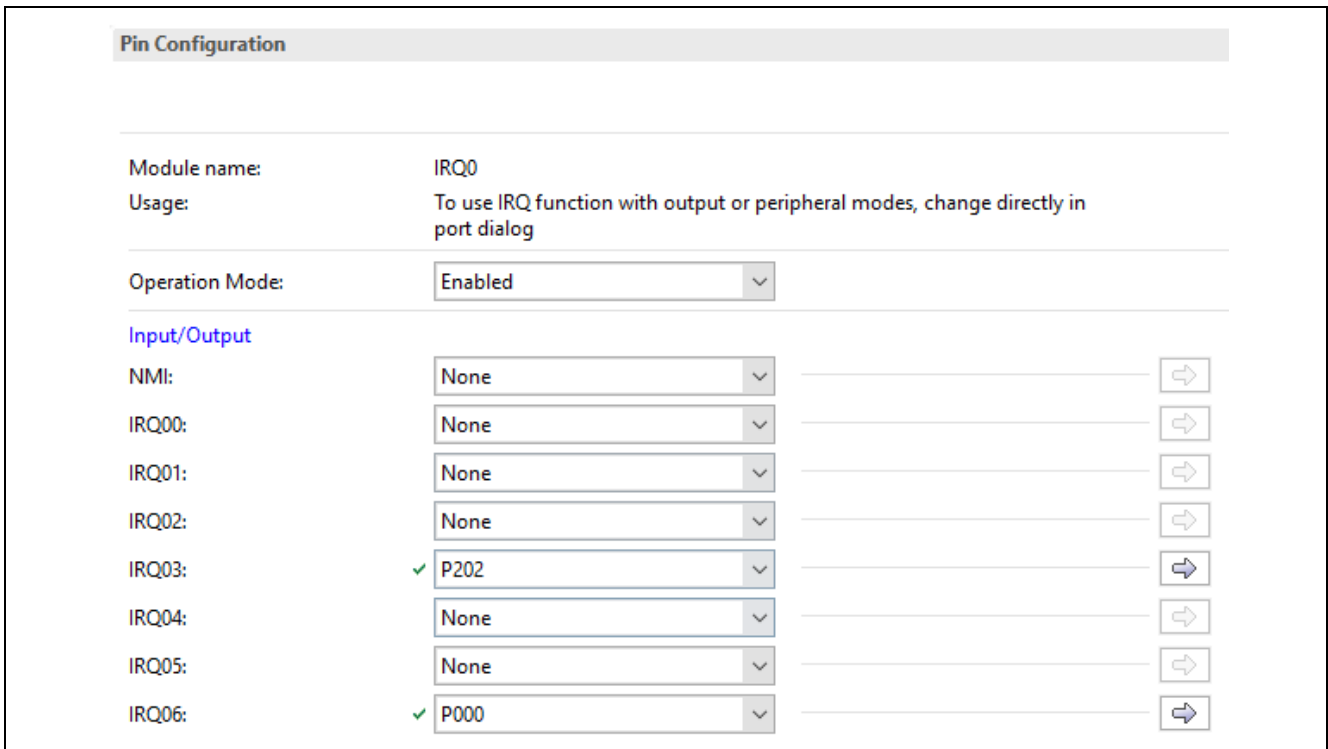 Pin Configuration
Module name: IRQ0
Usage: To use IRQ function with output or peripheral modes, change directly in
port dialog
Operation Mode: Enabled
Input/Output
NMI: None
IRQ00: None
IRQ01: None
IRQ02: None
IRQ03: P202
IRQ04: None
IRQ05: None
IRQ06: P000